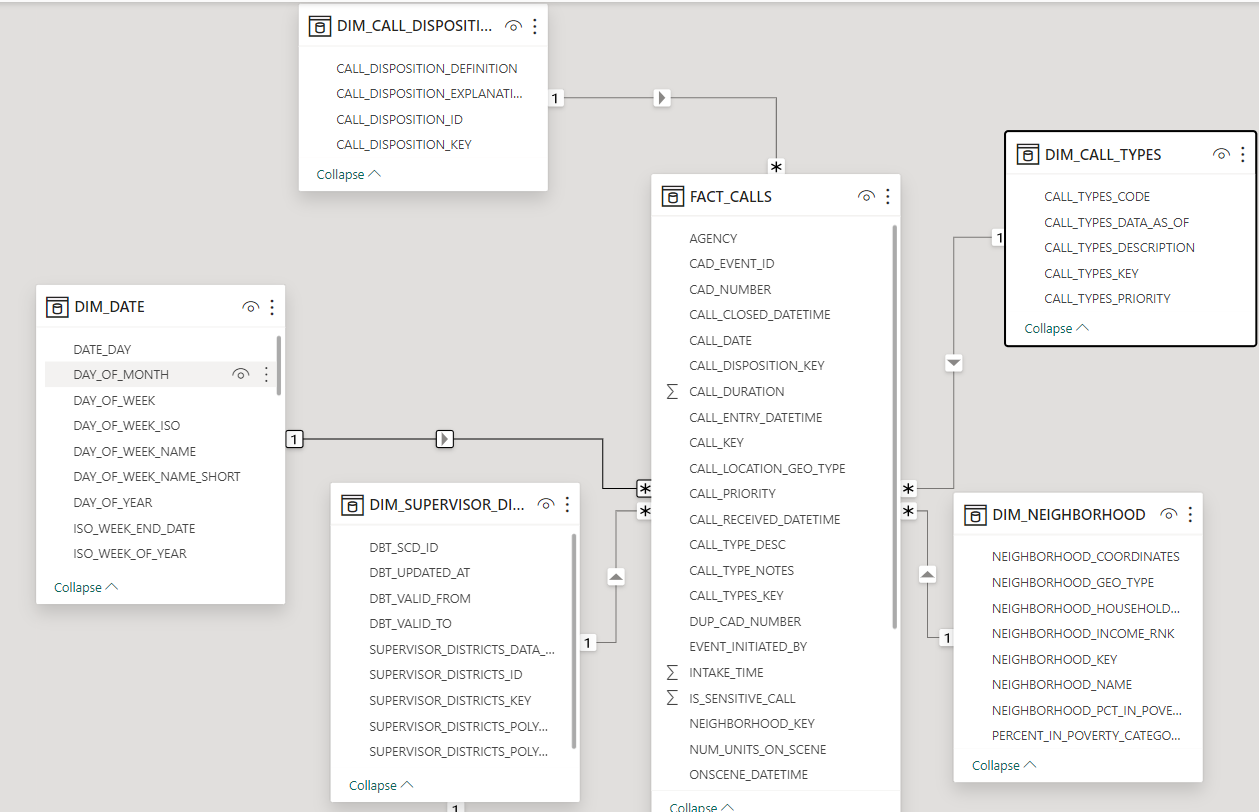 DIM_CALL_DISPOSITI...
CALL_DISPOSITION_DEFINITION
CALL_DISPOSITION_EXPLANATI...
CALL_DISPOSITION_ID
CALL_DISPOSITION_KEY
Collapse
1
*
DIM_CALL_TYPES
CALL_TYPES_CODE
CALL_TYPES_DATA_AS_OF
CALL_TYPES_DESCRIPTION
CALL_TYPES_KEY
CALL_TYPES_PRIORITY
Collapse
1
*
FACT_CALLS
AGENCY
CAD_EVENT_ID
CAD_NUMBER
CALL_CLOSED_DATETIME
CALL_DATE
CALL_DISPOSITION_KEY
Σ CALL_DURATION
CALL_ENTRY_DATETIME
CALL_KEY
CALL_LOCATION_GEO_TYPE
CALL_PRIORITY
CALL_RECEIVED_DATETIME
CALL_TYPE_DESC
CALL_TYPE_NOTES
CALL_TYPES_KEY
DUP_CAD_NUMBER
EVENT_INITIATED_BY
Σ INTAKE_TIME
Σ IS_SENSITIVE_CALL
NEIGHBORHOOD_KEY
NUM_UNITS_ON_SCENE
ONSCENE_DATETIME
Collapse
DIM_DATE
DATE_DAY
DAY_OF_MONTH
DAY_OF_WEEK
DAY_OF_WEEK_ISO
DAY_OF_WEEK_NAME
DAY_OF_WEEK_NAME_SHORT
DAY_OF_YEAR
ISO_WEEK_END_DATE
ISO_WEEK_OF_YEAR
Collapse
1
*
DIM_SUPERVISOR_DI...
DBT_SCD_ID
DBT_UPDATED_AT
DBT_VALID_FROM
DBT_VALID_TO
SUPERVISOR_DISTRICTS_DATA_...
SUPERVISOR_DISTRICTS_ID
SUPERVISOR_DISTRICTS_KEY
SUPERVISOR_DISTRICTS_POLY...
SUPERVISOR_DISTRICTS_POLY...
Collapse
1
*
1
DIM_NEIGHBORHOOD
NEIGHBORHOOD_COORDINATES
NEIGHBORHOOD_GEO_TYPE
NEIGHBORHOOD_HOUSEHOLD...
NEIGHBORHOOD_INCOME_RNK
NEIGHBORHOOD_KEY
NEIGHBORHOOD_NAME
NEIGHBORHOOD_PCT_IN_POVE...
PERCENT_IN_POVERTY_CATEGO...
Collapse
1
*